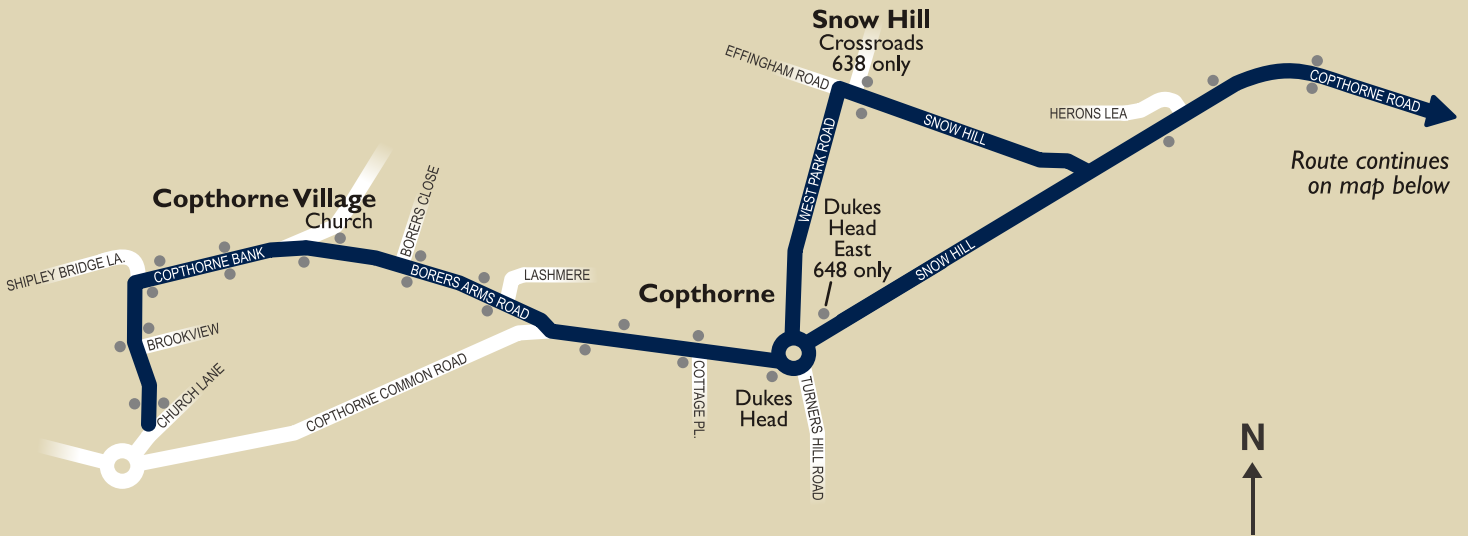 Snow Hill
Crossroads
638 only
EFFINGHAM ROAD
COPTHORNE ROAD
HERONS LEA
SNOW HILL
WEST PARK ROAD
Route continues
on map below
Copthorne Village
Church
BORERS CLOSE
Dukes
Head
East
648 only
SHIPLEY BRIDGE LA.
COPTHORNE BANK
BORERS ARMS ROAD
LASHMERE
SNOW HILL
Copthorne
BROOKVIEW
CHURCH LANE
COPTHORNE COMMON ROAD
COTTAGE PL.
Dukes
Head
TURNERS HILL ROAD
N